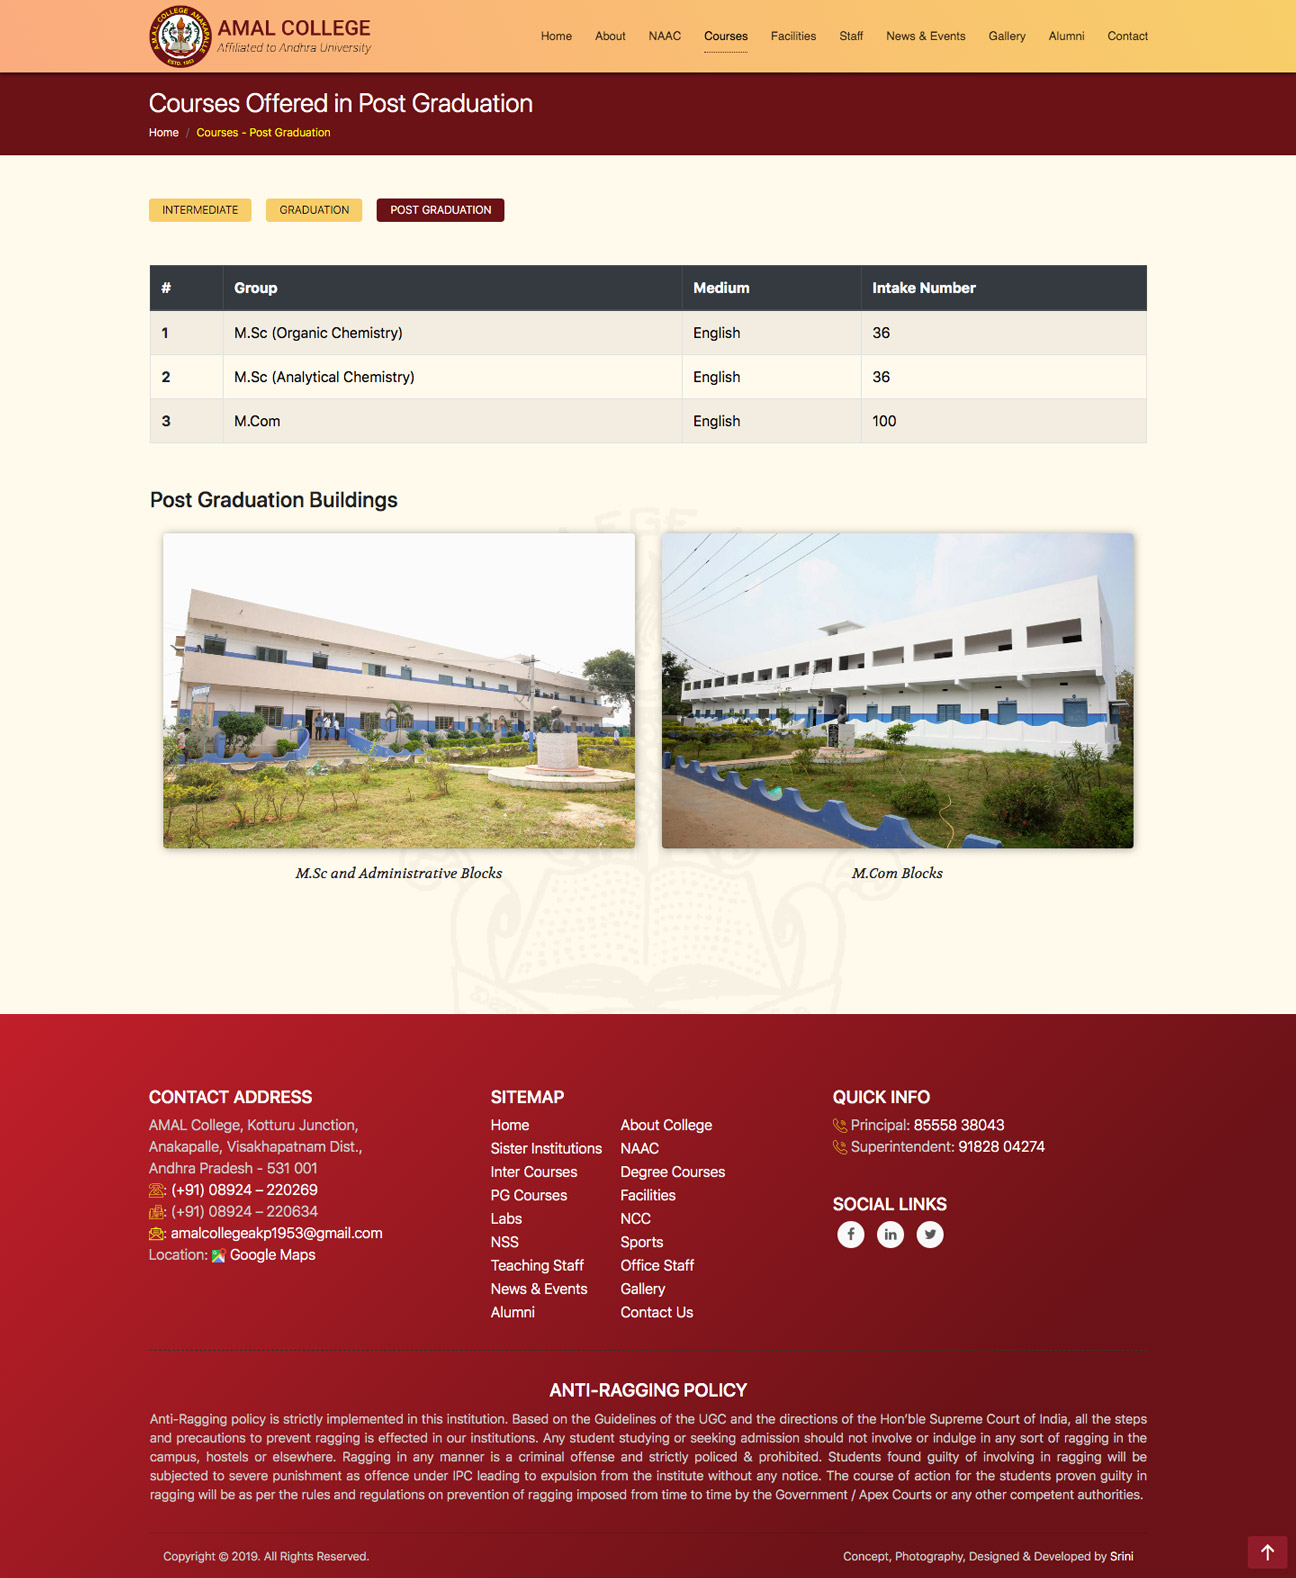 AMAL COLLEGE ANAKAPALLE
ESTD. 1953
AMAL COLLEGE
Affiliated to Andhra University
Home About NAAC Courses Facilities Staff News & Events Gallery Alumni Contact
Courses Offered in Post Graduation
Home / Courses - Post Graduation
INTERMEDIATE GRADUATION POST GRADUATION
# Group Medium Intake Number
1 M.Sc (Organic Chemistry) English 36
2 M.Sc (Analytical Chemistry) English 36
3 M.Com English 100
Post Graduation Buildings
M.Sc and Administrative Blocks
M.Com Blocks
CONTACT ADDRESS
AMAL College, Kotturu Junction,
Anakapalle, Visakhapatnam Dist.,
Andhra Pradesh - 531 001
: (+91) 08924 – 220269
: (+91) 08924 – 220634
: amalcollegeakp1953@gmail.com
Location: Google Maps
SITEMAP
Home About College
Sister Institutions NAAC
Inter Courses Degree Courses
PG Courses Facilities
Labs NCC
NSS Sports
Teaching Staff Office Staff
News & Events Gallery
Alumni Contact Us
QUICK INFO
Principal: 85558 38043
Superintendent: 91828 04274
SOCIAL LINKS
ANTI-RAGGING POLICY
Anti-Ragging policy is strictly implemented in this institution. Based on the Guidelines of the UGC and the directions of the Hon'ble Supreme Court of India, all the steps
and precautions to prevent ragging is effected in our institutions. Any student studying or seeking admission should not involve or indulge in any sort of ragging in the
campus, hostels or elsewhere. Ragging in any manner is a criminal offense and strictly policed & prohibited. Students found guilty of involving in ragging will be
subjected to severe punishment as offence under IPC leading to expulsion from the institute without any notice. The course of action for the students proven guilty in
ragging will be as per the rules and regulations on prevention of ragging imposed from time to time by the Government / Apex Courts or any other competent authorities.
Copyright © 2019. All Rights Reserved.
Concept, Photography, Designed & Developed by Srini